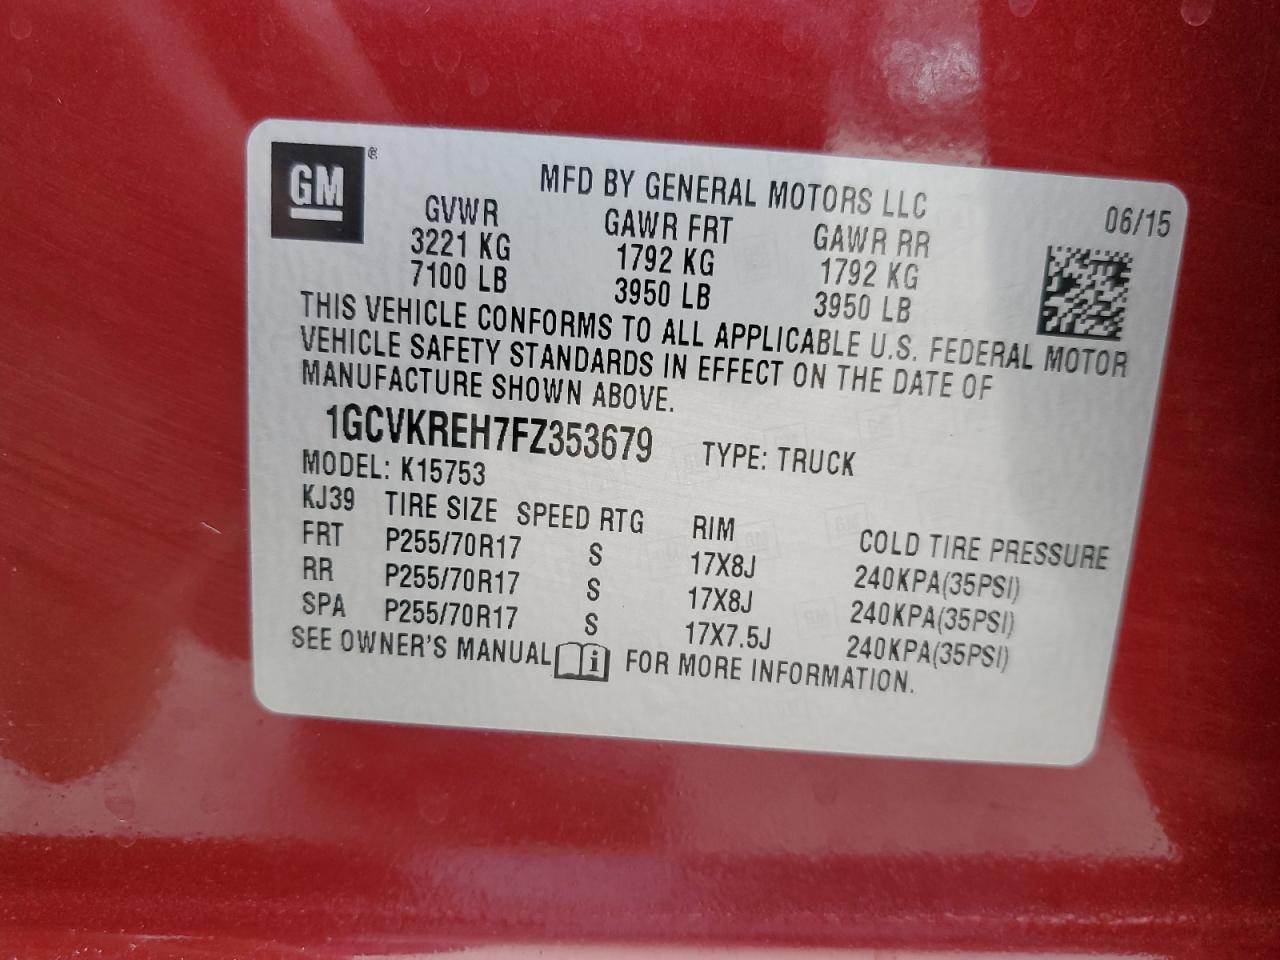 GM ®
MFD BY GENERAL MOTORS LLC
06/15
GVWR GAWR FRT GAWR RR
3221 KG 1792 KG 1792 KG
7100 LB 3950 LB 3950 LB
THIS VEHICLE CONFORMS TO ALL APPLICABLE U.S. FEDERAL MOTOR
VEHICLE SAFETY STANDARDS IN EFFECT ON THE DATE OF
MANUFACTURE SHOWN ABOVE.
1GCVKREH7FZ353679 TYPE: TRUCK
MODEL: K15753
KJ39 TIRE SIZE SPEED RTG RIM COLD TIRE PRESSURE
FRT P255/70R17 S 17X8J 240KPA(35PSI)
RR P255/70R17 S 17X8J 240KPA(35PSI)
SPA P255/70R17 S 17X7.5J 240KPA(35PSI)
SEE OWNER'S MANUAL i FOR MORE INFORMATION.